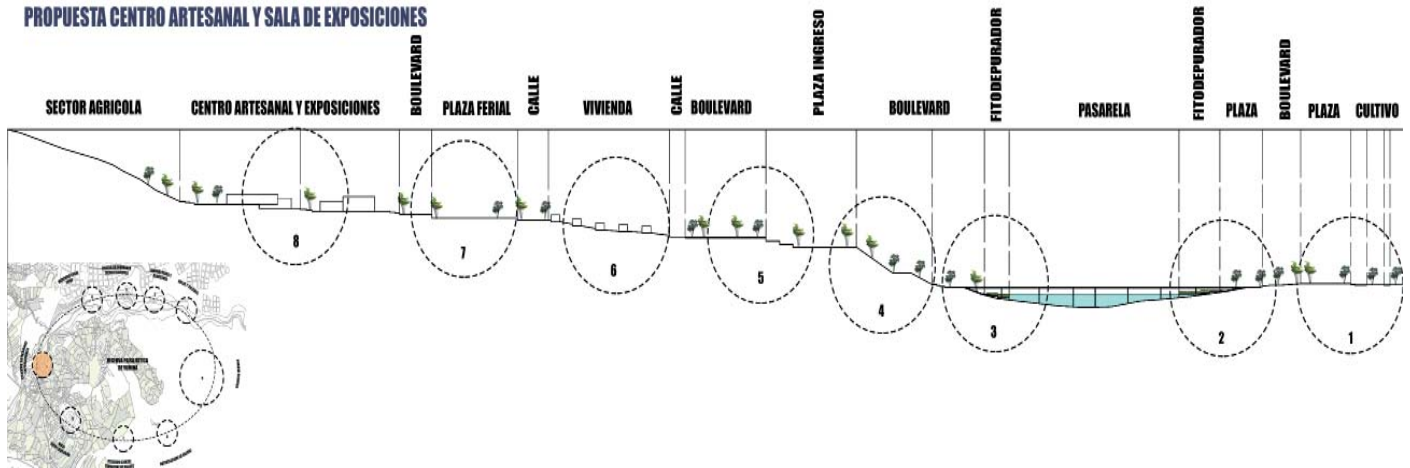 PROPUESTA CENTRO ARTESANAL Y SALA DE EXPOSICIONES
SECTOR AGRICOLA
CENTRO ARTESANAL Y EXPOSICIONES
BOULEVARD
PLAZA FERIAL
CALLE
VIVIENDA
CALLE
BOULEVARD
PLAZA INGRESO
BOULEVARD
FITODEPURADOR
PASARELA
FITODEPURADOR
PLAZA
BOULEVARD
PLAZA
CULTIVO
8
7
6
5
4
3
2
1